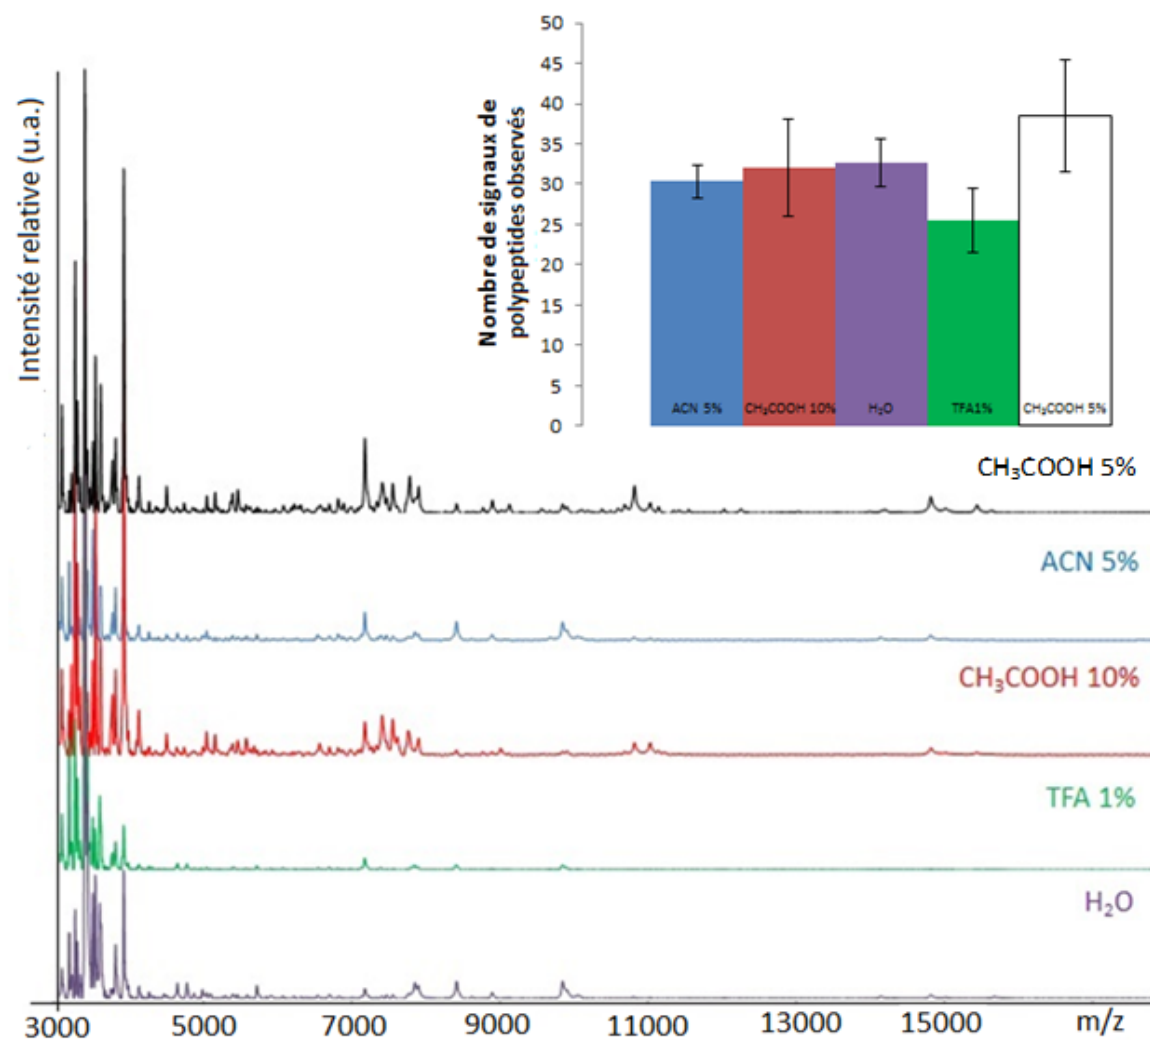 50
45
40
35
30
25
20
15
10
5
0
Nombre de signaux de
polypeptides observés
ACN 5%
CH₃COOH 10%
H₂O
TFA1%
CH₃COOH 5%
Intensité relative (u.a.)
CH₃COOH 5%
ACN 5%
CH₃COOH 10%
TFA 1%
H₂O
3000 5000 7000 9000 11000 13000 15000 m/z